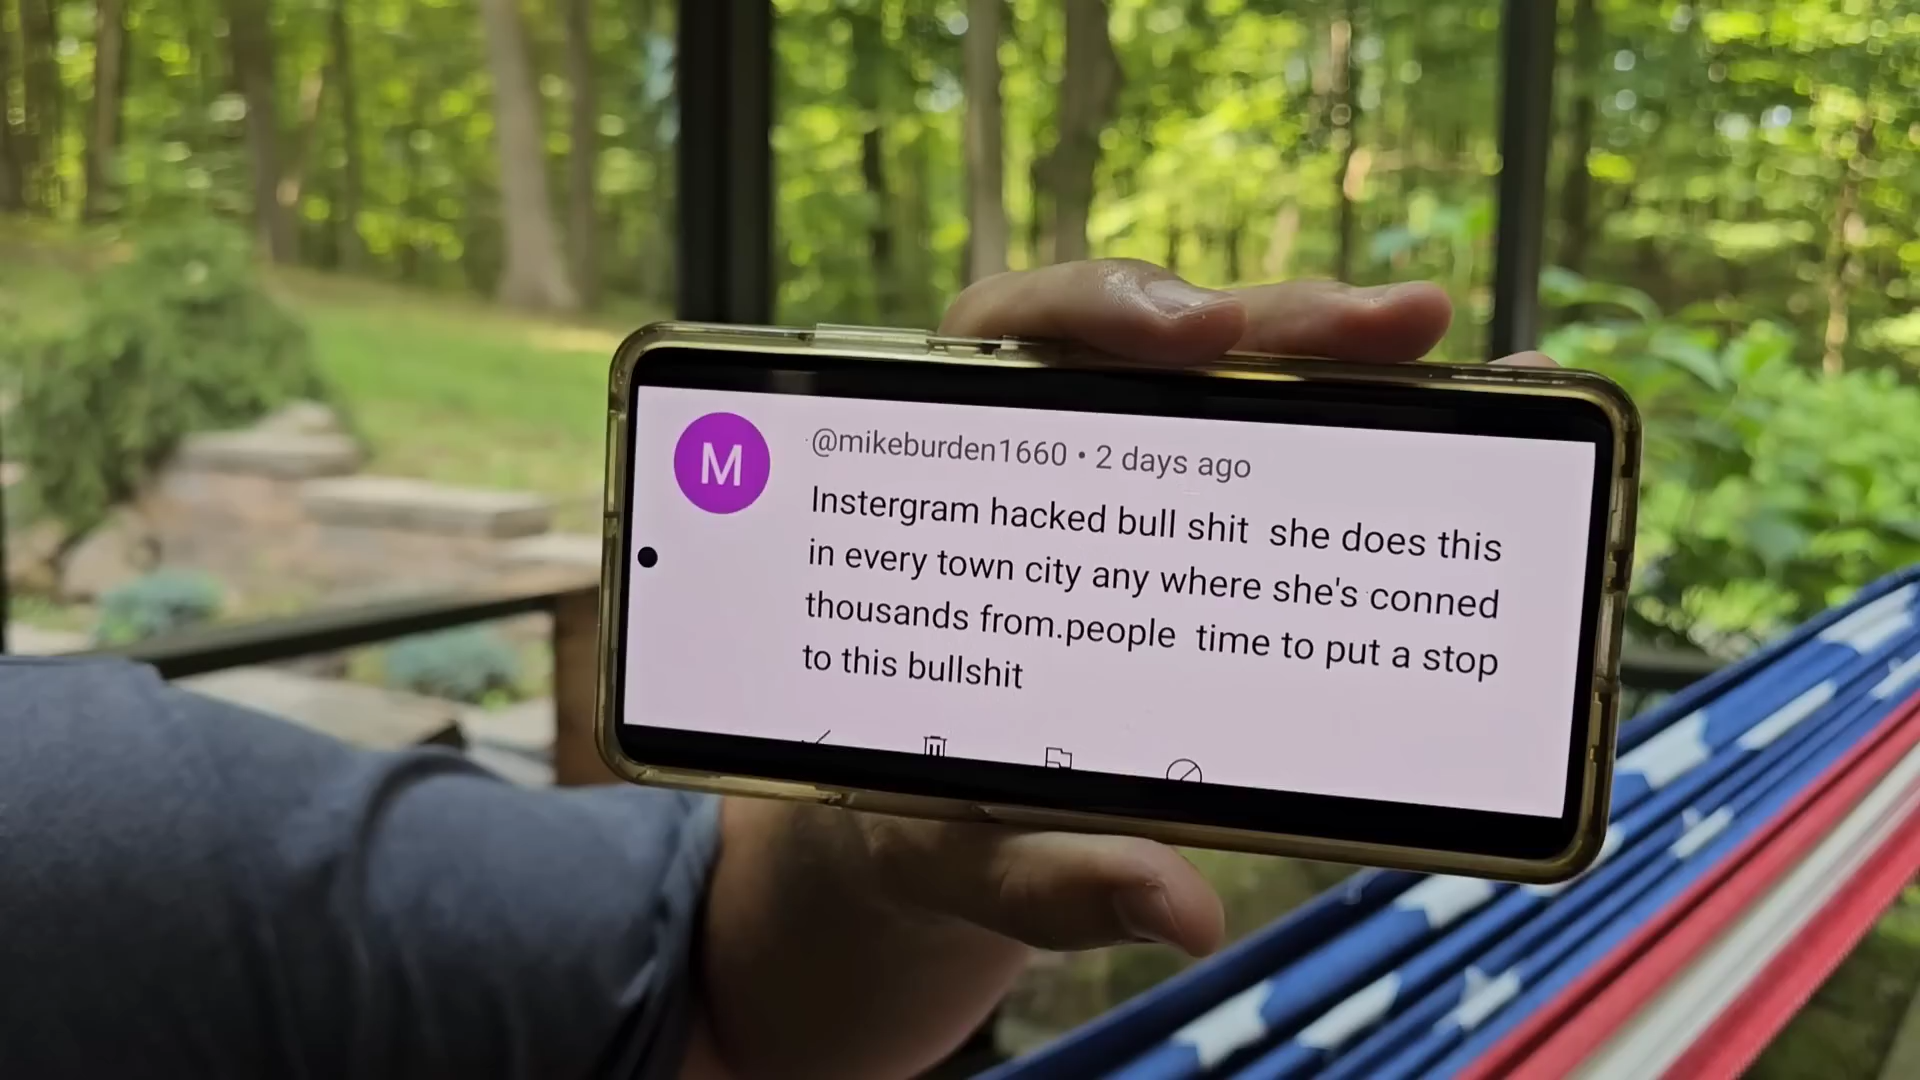 M
@mikeburden1660 • 2 days ago
Instergram hacked bull shit she does this
in every town city any where she's conned
thousands from.people time to put a stop
to this bullshit